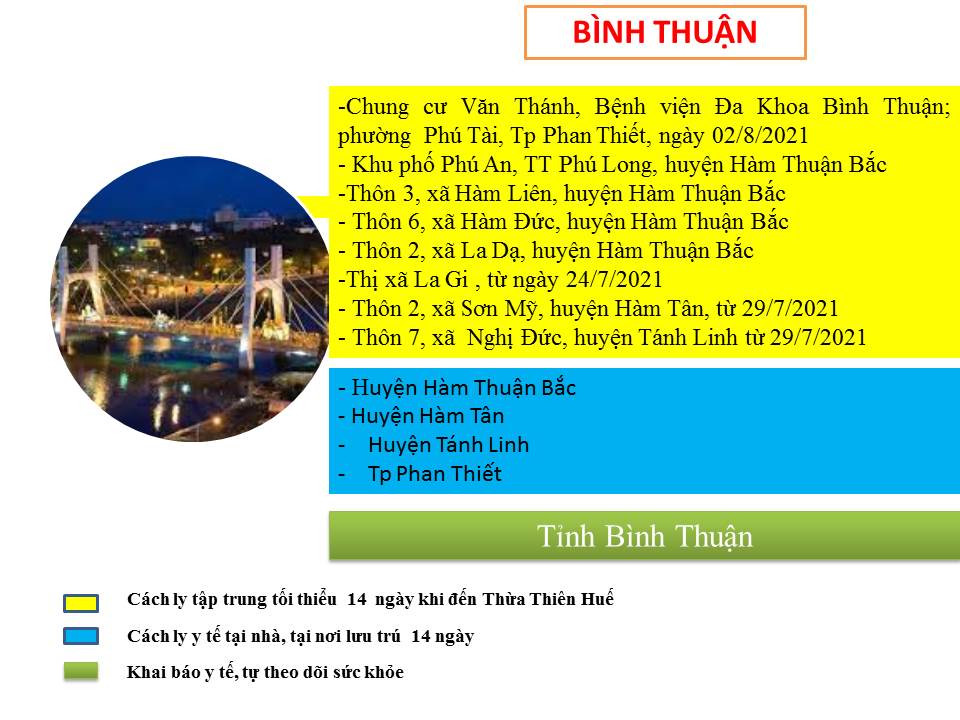 BÌNH THUẬN
-Chung cư Văn Thánh, Bệnh viện Đa Khoa Bình Thuận;
phường Phú Tài, Tp Phan Thiết, ngày 02/8/2021
- Khu phố Phú An, TT Phú Long, huyện Hàm Thuận Bắc
-Thôn 3, xã Hàm Liên, huyện Hàm Thuận Bắc
- Thôn 6, xã Hàm Đức, huyện Hàm Thuận Bắc
- Thôn 2, xã La Dạ, huyện Hàm Thuận Bắc
-Thị xã La Gi , từ ngày 24/7/2021
- Thôn 2, xã Sơn Mỹ, huyện Hàm Tân, từ 29/7/2021
- Thôn 7, xã Nghị Đức, huyện Tánh Linh từ 29/7/2021
- Huyện Hàm Thuận Bắc
- Huyện Hàm Tân
- Huyện Tánh Linh
- Tp Phan Thiết
Tỉnh Bình Thuận
Cách ly tập trung tối thiểu 14 ngày khi đến Thừa Thiên Huế
Cách ly y tế tại nhà, tại nơi lưu trú 14 ngày
Khai báo y tế, tự theo dõi sức khỏe